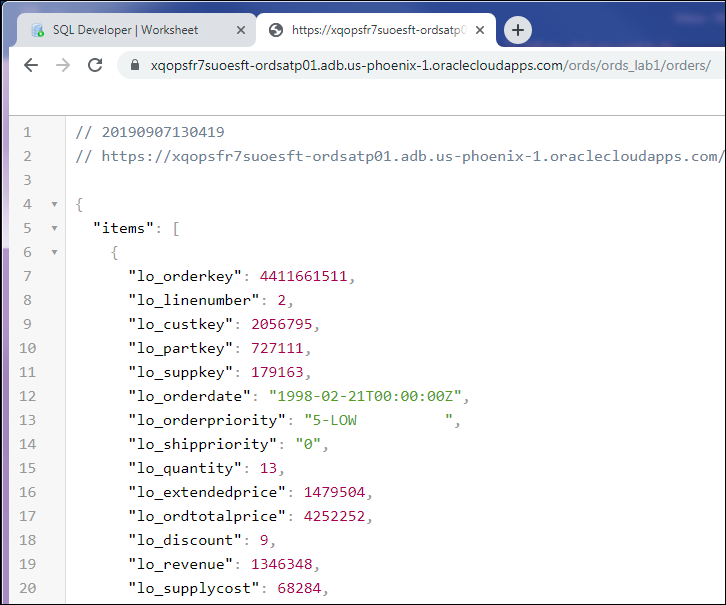 SQL Developer | Worksheet
https://xqopsfr7suoesft-ordsatp0
xqopsfr7suoesft-ordsatp01.adb.us-phoenix-1.oraclecloudapps.com/ords/ords_lab1/orders/
1 // 20190907130419
2 // https://xqopsfr7suoesft-ordsatp01.adb.us-phoenix-1.oraclecloudapps.com/
3
4 {
5 "items": [
6 {
7 "lo_orderkey": 4411661511,
8 "lo_linenumber": 2,
9 "lo_custkey": 2056795,
10 "lo_partkey": 727111,
11 "lo_suppkey": 179163,
12 "lo_orderdate": "1998-02-21T00:00:00Z",
13 "lo_orderpriority": "5-LOW          ",
14 "lo_shippriority": "0",
15 "lo_quantity": 13,
16 "lo_extendedprice": 1479504,
17 "lo_ordtotalprice": 4252252,
18 "lo_discount": 9,
19 "lo_revenue": 1346348,
20 "lo_supplycost": 68284,